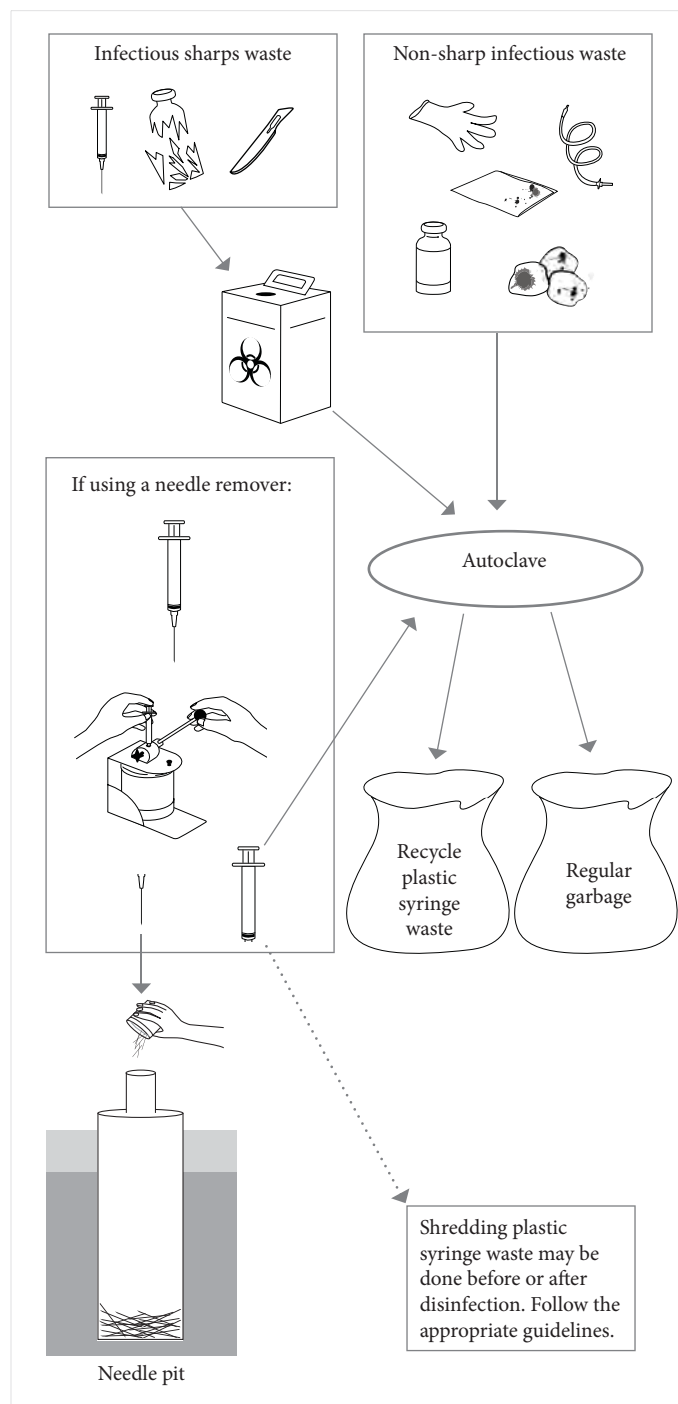 Infectious sharps waste
Non-sharp infectious waste
If using a needle remover:
Autoclave
Recycle
plastic
syringe
waste
Regular
garbage
Shredding plastic
syringe waste may be
done before or after
disinfection. Follow the
appropriate guidelines.
Needle pit